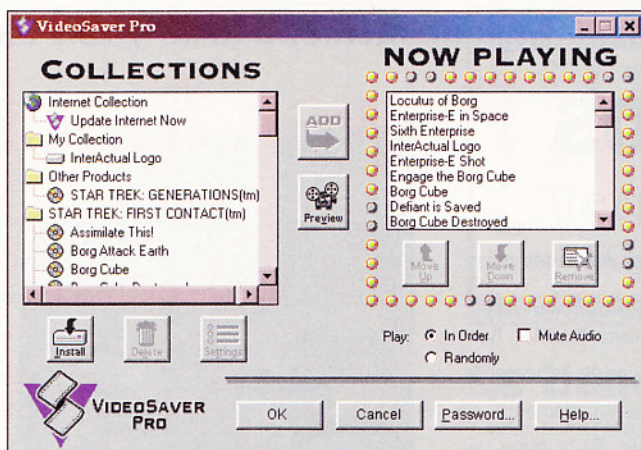 VideoSaver Pro
COLLECTIONS
Internet Collection
Update Internet Now
My Collection
InterActual Logo
Other Products
STAR TREK: GENERATIONS(tm)
STAR TREK: FIRST CONTACT(tm)
Assimilate This!
Borg Attack Earth
Borg Cube
ADD
Preview
NOW PLAYING
Locutus of Borg
Enterprise-E in Space
Sixth Enterprise
InterActual Logo
Enterprise-E Shot
Engage the Borg Cube
Borg Cube
Defiant is Saved
Borg Cube Destroyed
Move Up
Move Down
Remove
Install
Delete
Settings
Play: In Order
Mute Audio
Randomly
VIDEOSAVER
PRO
OK
Cancel
Password...
Help...